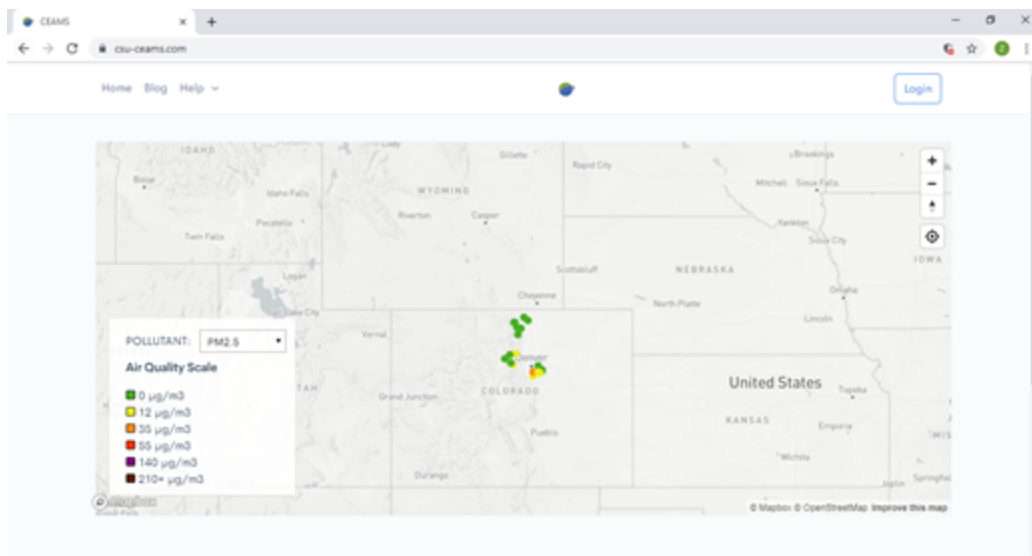 CEAMS
csu-ceams.com
Home Blog Help
Login
IDAHO
Cody
Gillette
Rapid City
Brookings
Boise
Idaho Falls
WYOMING
Mitchell Sioux Falls
Pocatello
Riverton Casper
Yankton
Twin Falls
Sioux City
IOWA
Logan
Scottsbluff
NEBRASKA
Cheyenne
North Platte
Omaha
Lake City
Lincoln
POLLUTANT: PM2.5
Vernal
Denver
Air Quality Scale
United States
Topeka
Grand Junction
COLORADO
0 µg/m3
12 µg/m3
KANSAS
Emporia
35 µg/m3
Pueblo
55 µg/m3
Wichita
140 µg/m3
Durango
Joplin
210+ µg/m3
mapbox
© Mapbox © OpenStreetMap Improve this map